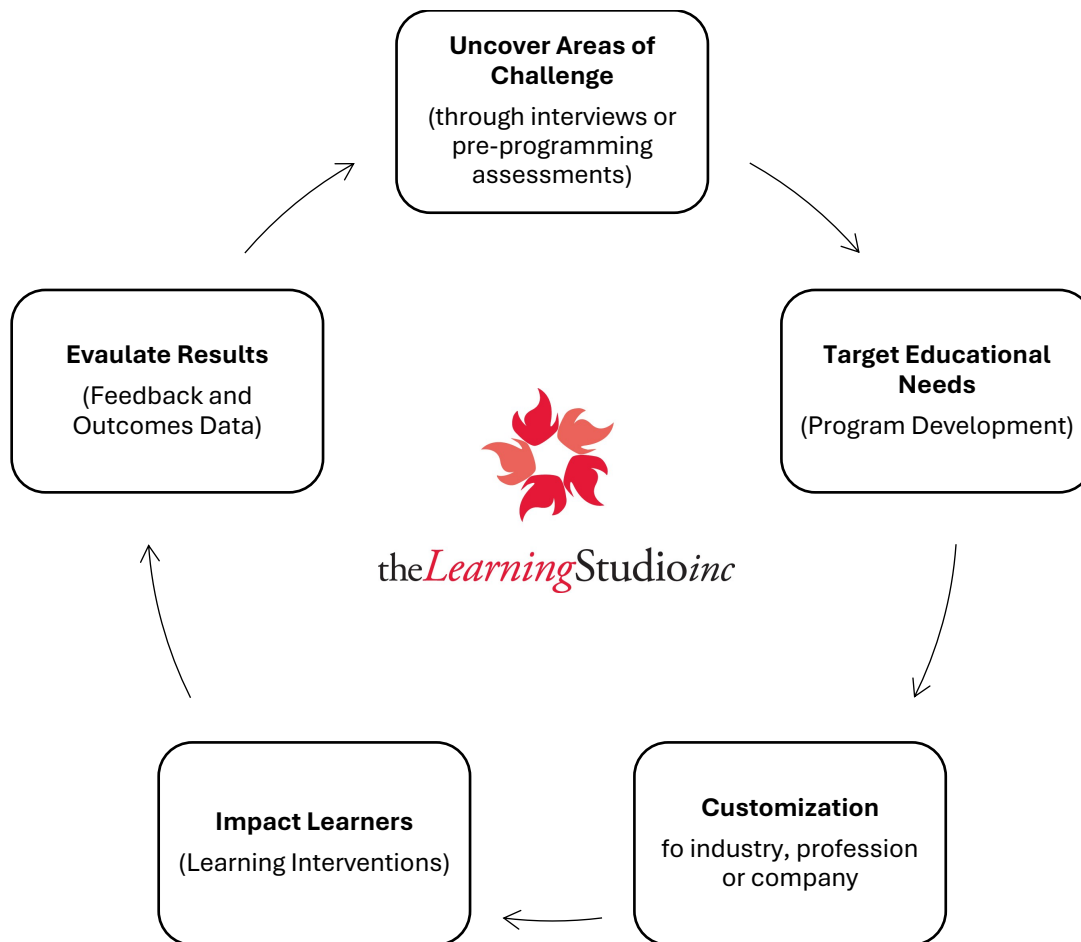 Uncover Areas of
Challenge
(through interviews or
pre-programming
assessments)
Target Educational
Needs
(Program Development)
Customization
fo industry, profession
or company
Impact Learners
(Learning Interventions)
Evaulate Results
(Feedback and
Outcomes Data)
theLearningStudioinc